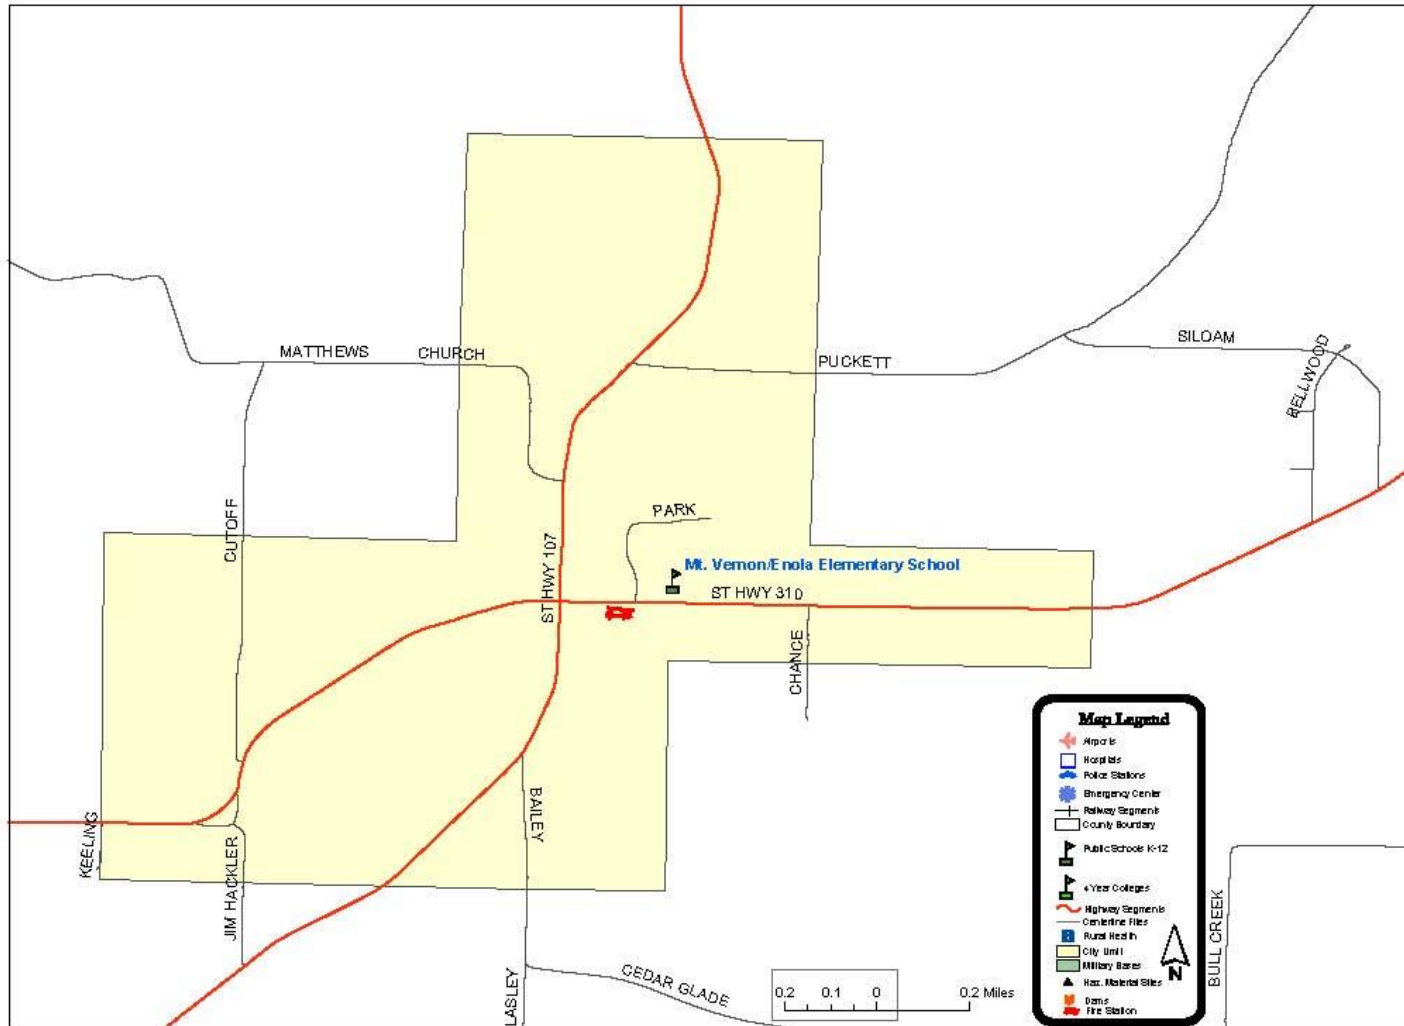 MATTHEWS CHURCH
PUCKETT
SILOAM
BELLWOOD
CUTOFF
ST HWY 107
PARK
Mt. Vernon/Enola Elementary School
ST HWY 310
CHANCE
KEELING
JIM HACKLER
BAILEY
LASLEY
CEDAR GLADE
BULL CREEK
0.2 0.1 0 0.2 Miles
Map Legend
Airports
Hospitals
Police Stations
Emergency Center
Railway Segments
County Boundary
Public Schools K-12
4 Year Colleges
Highway Segments
Centerline Files
Rural Health
City Limit
Military Bases
Haz. Material Sites
Dams
Fire Station
N